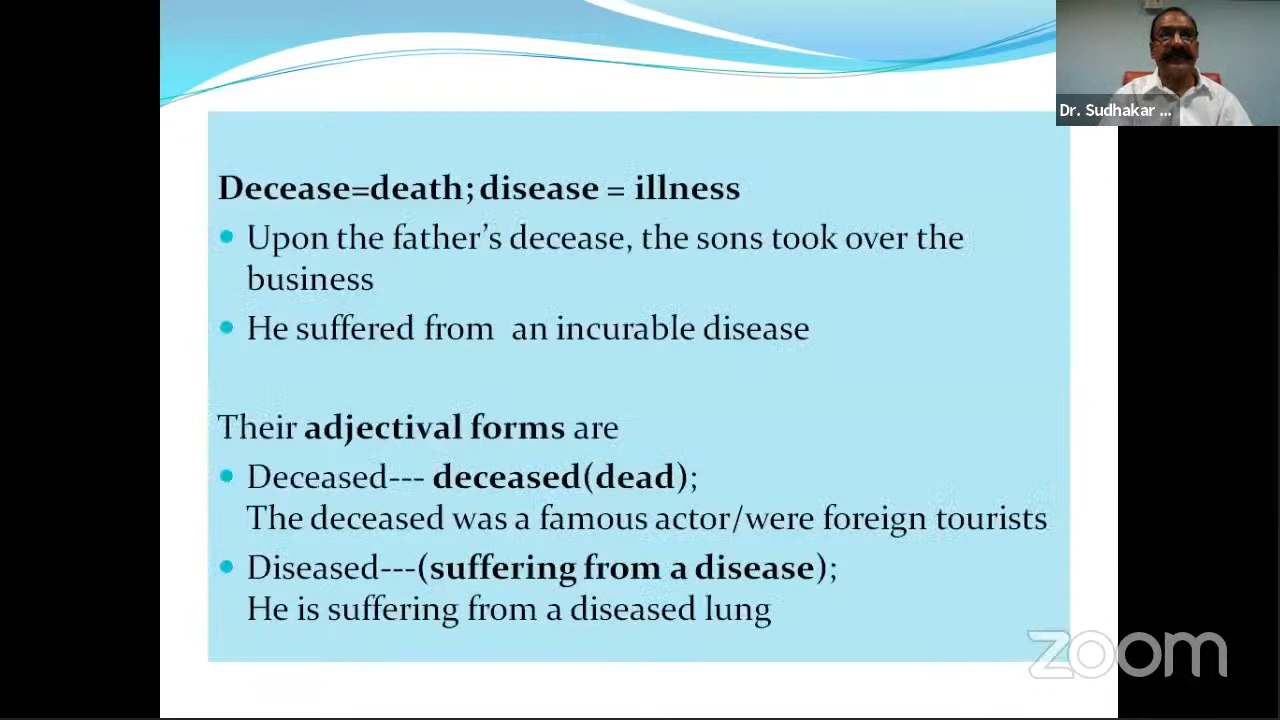 Dr. Sudhakar ...
Decease=death; disease = illness
Upon the father’s decease, the sons took over the
business
He suffered from an incurable disease
Their adjectival forms are
Deceased--- deceased(dead);
The deceased was a famous actor/were foreign tourists
Diseased---(suffering from a disease);
He is suffering from a diseased lung
zoom